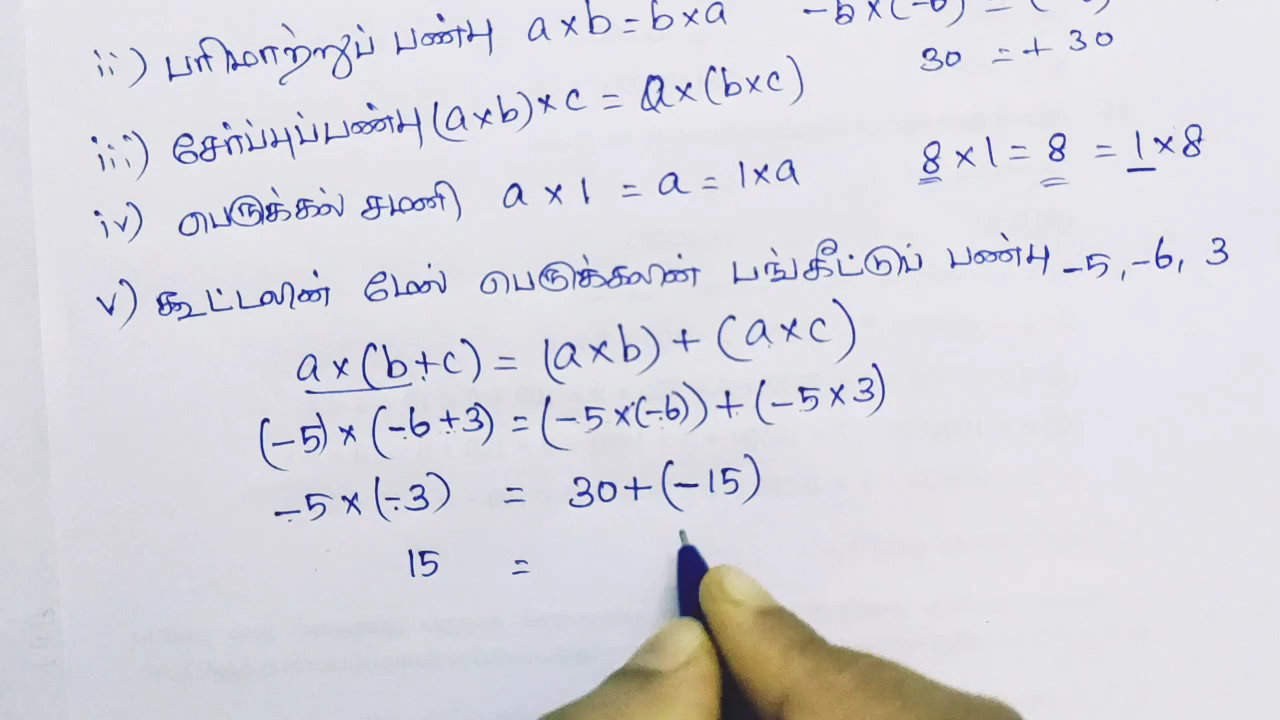 ii) பரிமாற்றுப் பண்பு a×b=b×a
30 = + 30
iii) சேர்ப்புப்பண்பு (a×b)×c = a×(b×c)
iv) பெருக்கல் சமனி a × 1 = a = 1×a 8×1 = 8 = 1×8
v) கூட்டலின் மேல் பெருக்கலின் பங்கீட்டுப் பண்பு -5, -6, 3
a×(b+c) = (a×b) + (a×c)
(-5)×(-6+3) = (-5×(-6)) + (-5×3)
-5×(-3) = 30+(-15)
15 =